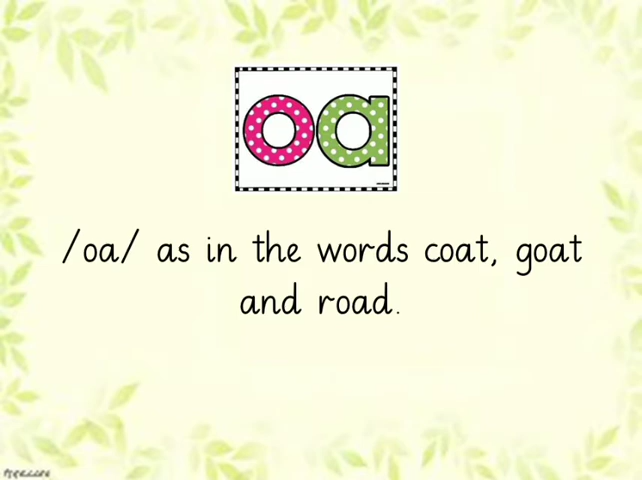 oa
/oa/ as in the words coat, goat
and road.